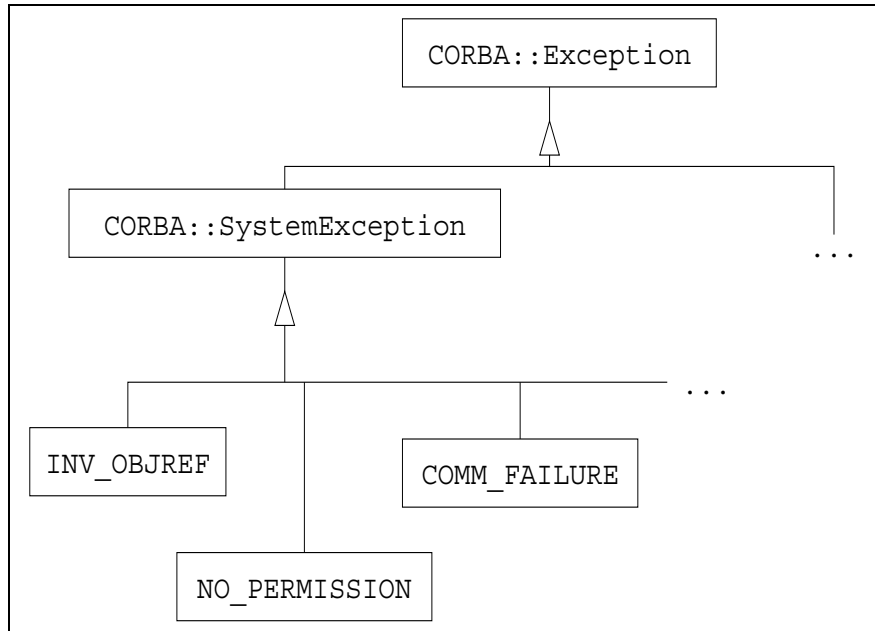 CORBA::Exception
CORBA::SystemException
...
...
INV_OBJREF
COMM_FAILURE
NO_PERMISSION